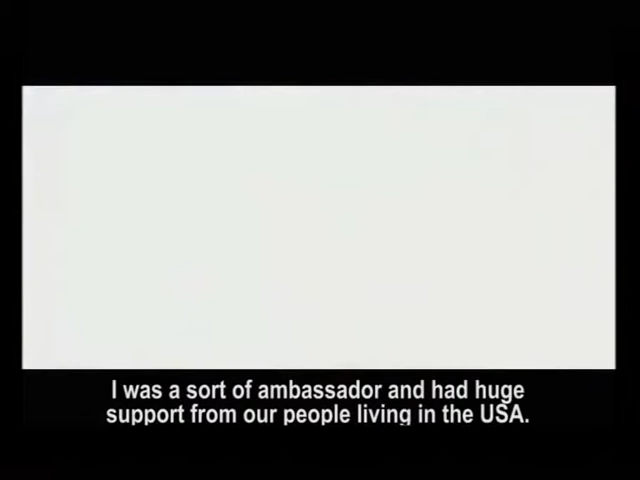 I was a sort of ambassador and had huge
support from our people living in the USA.